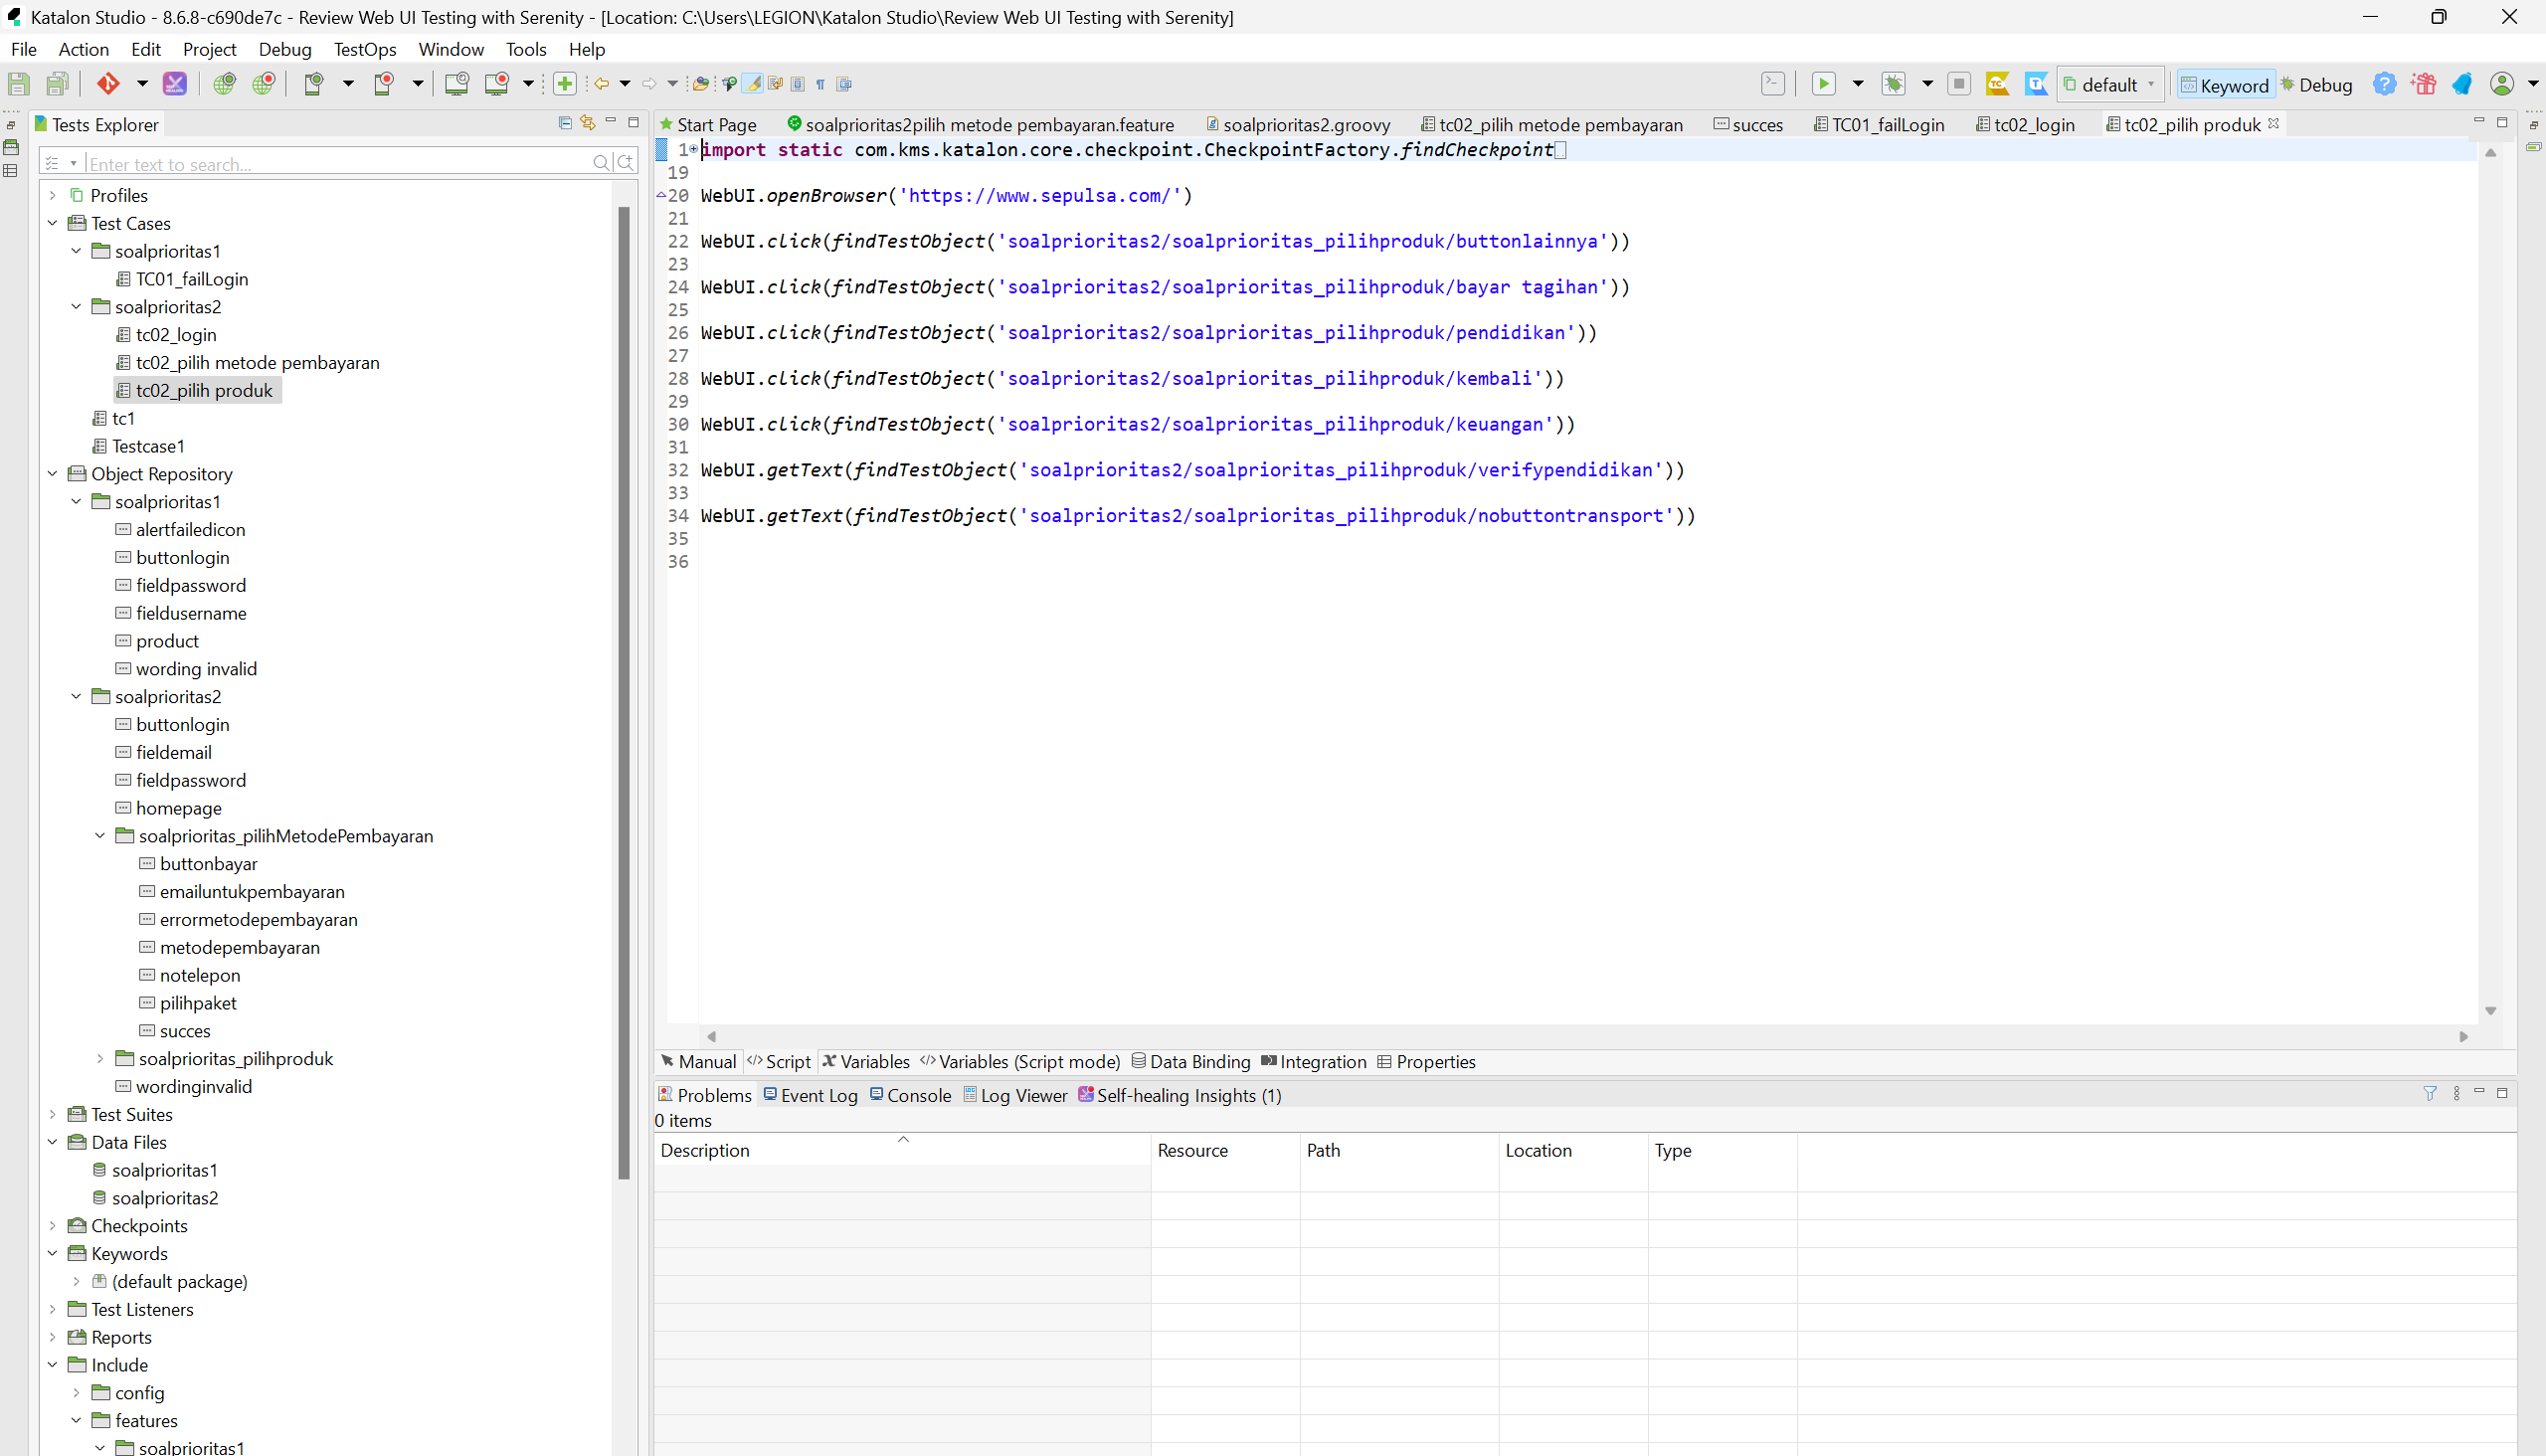 Katalon Studio - 8.6.8-c690de7c - Review Web UI Testing with Serenity - [Location: C:\Users\LEGION\Katalon Studio\Review Web UI Testing with Serenity]
File Action Edit Project Debug TestOps Window Tools Help
default Keyword Debug
Tests Explorer
Enter text to search...
Profiles
Test Cases
soalprioritas1
TC01_failLogin
soalprioritas2
tc02_login
tc02_pilih metode pembayaran
tc02_pilih produk
tc1
Testcase1
Object Repository
soalprioritas1
alertfailedicon
buttonlogin
fieldpassword
fieldusername
product
wording invalid
soalprioritas2
buttonlogin
fieldemail
fieldpassword
homepage
soalprioritas_pilihMetodePembayaran
buttonbayar
emailuntukpembayaran
errormetodepembayaran
metodepembayaran
notelepon
pilihpaket
succes
soalprioritas_pilihproduk
wordinginvalid
Test Suites
Data Files
soalprioritas1
soalprioritas2
Checkpoints
Keywords
(default package)
Test Listeners
Reports
Include
config
features
soalprioritas1
Start Page soalprioritas2pilih metode pembayaran.feature soalprioritas2.groovy tc02_pilih metode pembayaran succes TC01_failLogin tc02_login tc02_pilih produk
1 import static com.kms.katalon.core.checkpoint.CheckpointFactory.findCheckpoint
19
20 WebUI.openBrowser('https://www.sepulsa.com/')
21
22 WebUI.click(findTestObject('soalprioritas2/soalprioritas_pilihproduk/buttonlainnya'))
23
24 WebUI.click(findTestObject('soalprioritas2/soalprioritas_pilihproduk/bayar tagihan'))
25
26 WebUI.click(findTestObject('soalprioritas2/soalprioritas_pilihproduk/pendidikan'))
27
28 WebUI.click(findTestObject('soalprioritas2/soalprioritas_pilihproduk/kembali'))
29
30 WebUI.click(findTestObject('soalprioritas2/soalprioritas_pilihproduk/keuangan'))
31
32 WebUI.getText(findTestObject('soalprioritas2/soalprioritas_pilihproduk/verifypendidikan'))
33
34 WebUI.getText(findTestObject('soalprioritas2/soalprioritas_pilihproduk/nobuttontransport'))
35
36
Manual Script Variables Variables (Script mode) Data Binding Integration Properties
Problems Event Log Console Log Viewer Self-healing Insights (1)
0 items
Description Resource Path Location Type